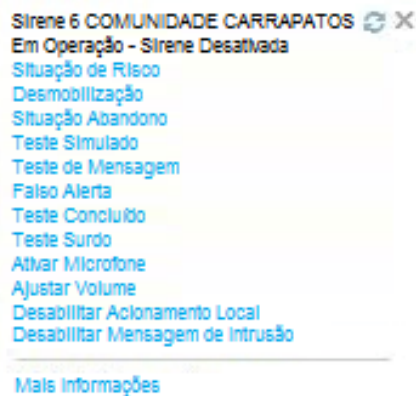 Sirene 6 COMUNIDADE CARRAPATOS
Em Operação - Sirene Desativada
Situação de Risco
Desmobilização
Situação Abandono
Teste Simulado
Teste de Mensagem
Falso Alerta
Teste Concluído
Teste Surdo
Ativar Microfone
Ajustar Volume
Desabilitar Acionamento Local
Desabilitar Mensagem de Intrusão
Mais Informações